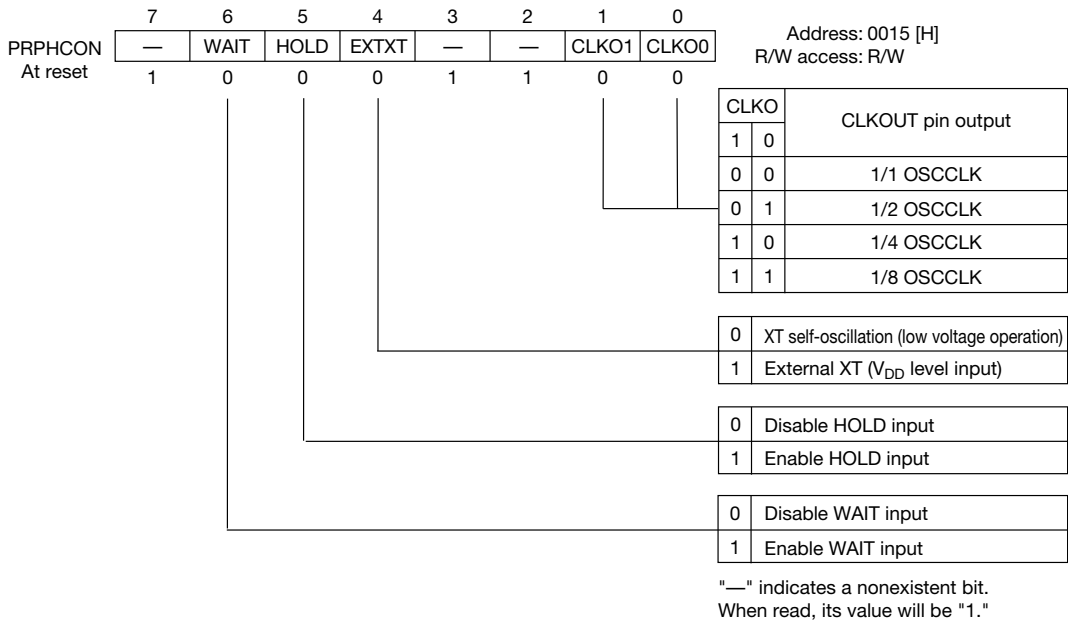 7 6 5 4 3 2 1 0
PRPHCON — WAIT HOLD EXTXT — — CLKO1 CLKO0
At reset 1 0 0 0 1 1 0 0
Address: 0015 [H]
R/W access: R/W
CLKO CLKOUT pin output
1 0
0 0 1/1 OSCCLK
0 1 1/2 OSCCLK
1 0 1/4 OSCCLK
1 1 1/8 OSCCLK
0 XT self-oscillation (low voltage operation)
1 External XT (VDD level input)
0 Disable HOLD input
1 Enable HOLD input
0 Disable WAIT input
1 Enable WAIT input
"—" indicates a nonexistent bit.
When read, its value will be "1."